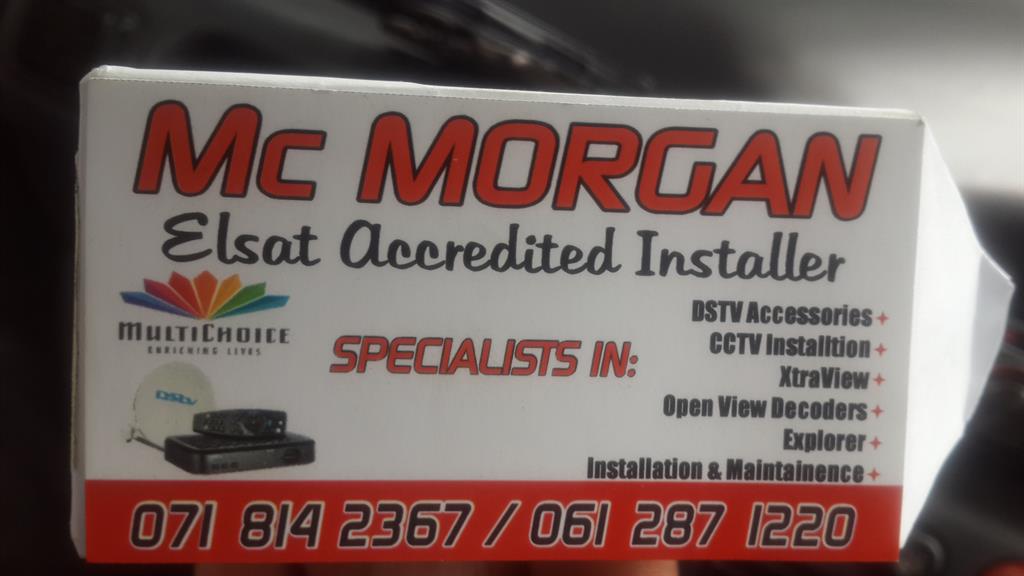 Mc MORGAN
Elsat Accredited Installer
MULTICHOICE
ENRICHING LIVES
DStv
SPECIALISTS IN:
DSTV Accessories +
CCTV Installtion +
XtraView +
Open View Decoders +
Explorer +
Installation & Maintainence +
071 814 2367 / 061 287 1220